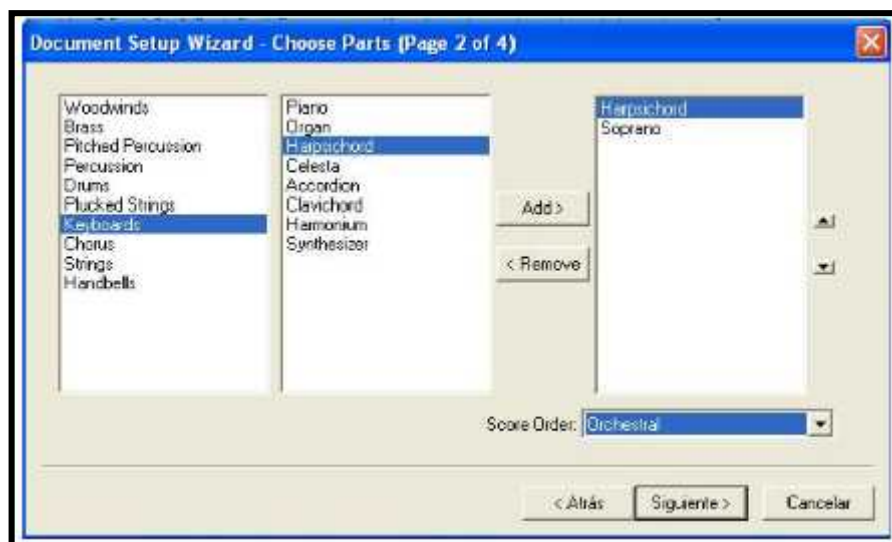 Document Setup Wizard - Choose Parts (Page 2 of 4)
Woodwinds
Brass
Pitched Percussion
Percussion
Drums
Plucked Strings
Keyboards
Chorus
Strings
Handbells
Piano
Organ
Harpsichord
Celesta
Accordion
Clavichord
Harmonium
Synthesizer
Add >
< Remove
Harpsichord
Soprano
Score Order: Orchestral
< Atrás
Siguiente >
Cancelar